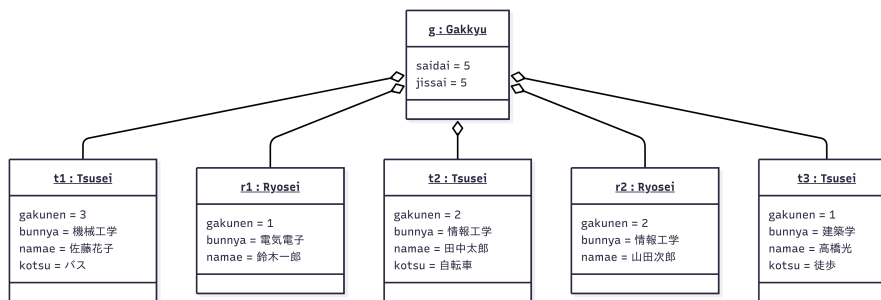 g : Gakkyu
saidai = 5
jissai = 5
t1 : Tsusei
gakunen = 3
bunnya = 機械工学
namae = 佐藤花子
kotsu = バス
r1 : Ryosei
gakunen = 1
bunnya = 電気電子
namae = 鈴木一郎
t2 : Tsusei
gakunen = 2
bunnya = 情報工学
namae = 田中太郎
kotsu = 自転車
r2 : Ryosei
gakunen = 2
bunnya = 情報工学
namae = 山田次郎
t3 : Tsusei
gakunen = 1
bunnya = 建築学
namae = 高橋光
kotsu = 徒歩